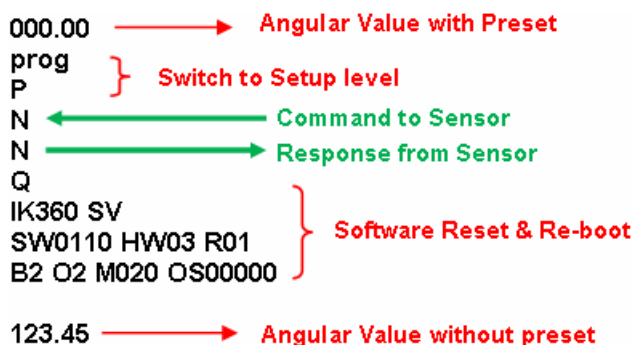 000.00 Angular Value with Preset
prog
P Switch to Setup level
N Command to Sensor
N Response from Sensor
Q
IK360 SV
SW0110 HW03 R01 Software Reset & Re-boot
B2 O2 M020 OS00000
123.45 Angular Value without preset